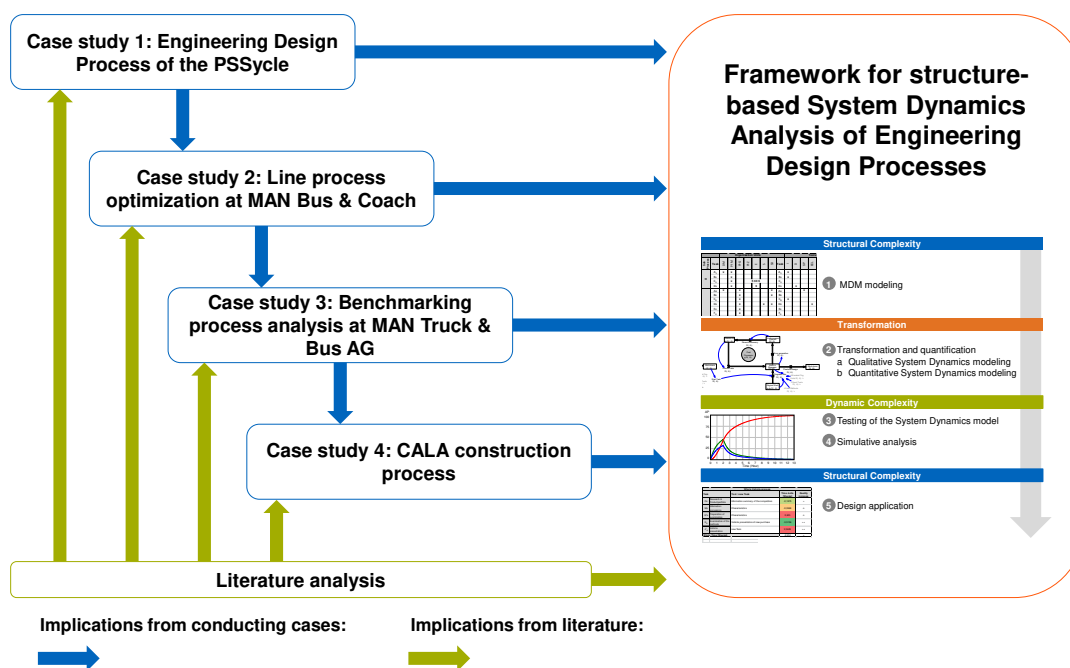 Case study 1: Engineering Design
Process of the PSSycle
Case study 2: Line process
optimization at MAN Bus & Coach
Case study 3: Benchmarking
process analysis at MAN Truck &
Bus AG
Case study 4: CALA construction
process
Literature analysis
Implications from conducting cases:
Implications from literature:
Framework for structure-
based System Dynamics
Analysis of Engineering
Design Processes
Structural Complexity
1 MDM modeling
Transformation
2 Transformation and quantification
a Qualitative System Dynamics modeling
b Quantitative System Dynamics modeling
Dynamic Complexity
3 Testing of the System Dynamics model
4 Simulative analysis
Structural Complexity
5 Design application